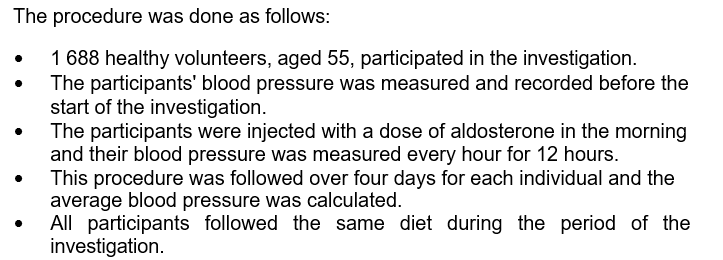 The procedure was done as follows:
• 1 688 healthy volunteers, aged 55, participated in the investigation.
• The participants' blood pressure was measured and recorded before the
start of the investigation.
• The participants were injected with a dose of aldosterone in the morning
and their blood pressure was measured every hour for 12 hours.
• This procedure was followed over four days for each individual and the
average blood pressure was calculated.
• All participants followed the same diet during the period of the
investigation.